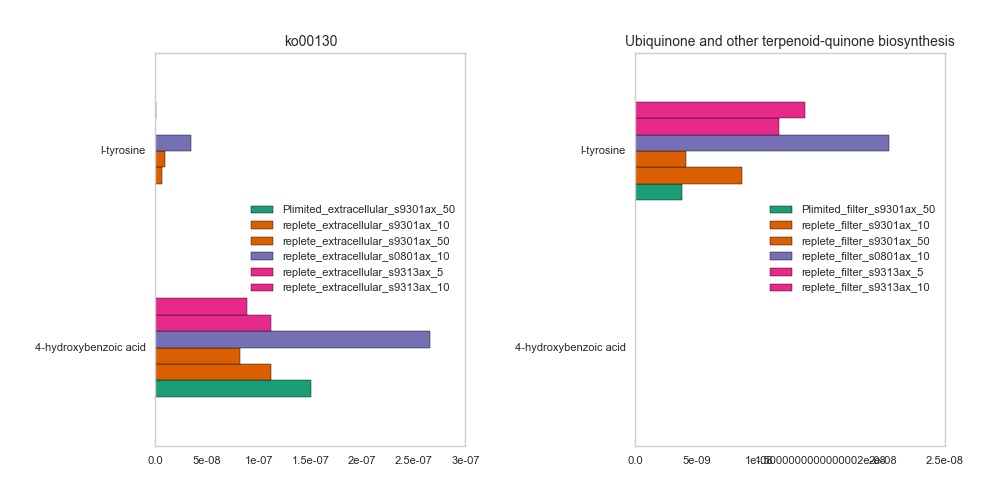 ko00130
l-tyrosine
4-hydroxybenzoic acid
Plimited_extracellular_s9301ax_50
replete_extracellular_s9301ax_10
replete_extracellular_s9301ax_50
replete_extracellular_s0801ax_10
replete_extracellular_s9313ax_5
replete_extracellular_s9313ax_10
0.0 5e-08 1e-07 1.5e-07 2e-07 2.5e-07 3e-07
Ubiquinone and other terpenoid-quinone biosynthesis
l-tyrosine
4-hydroxybenzoic acid
Plimited_filter_s9301ax_50
replete_filter_s9301ax_10
replete_filter_s9301ax_50
replete_filter_s0801ax_10
replete_filter_s9313ax_5
replete_filter_s9313ax_10
0.0 5e-09 2.5e-08